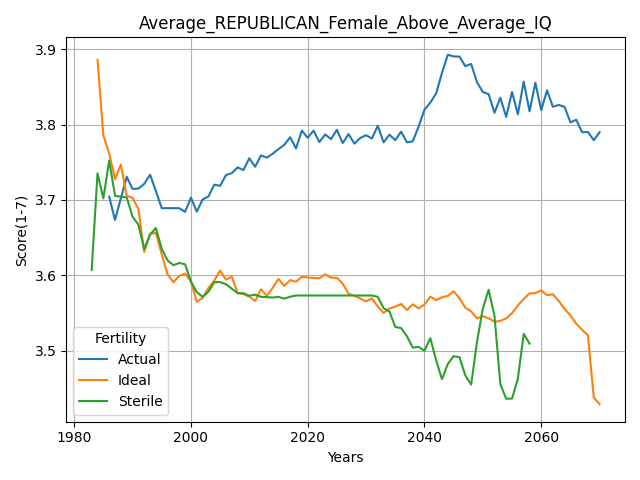 Average_REPUBLICAN_Female_Above_Average_IQ
3.9
3.8
3.7
3.6
3.5
Score(1-7)
Fertility
Actual
Ideal
Sterile
1980 2000 2020 2040 2060
Years